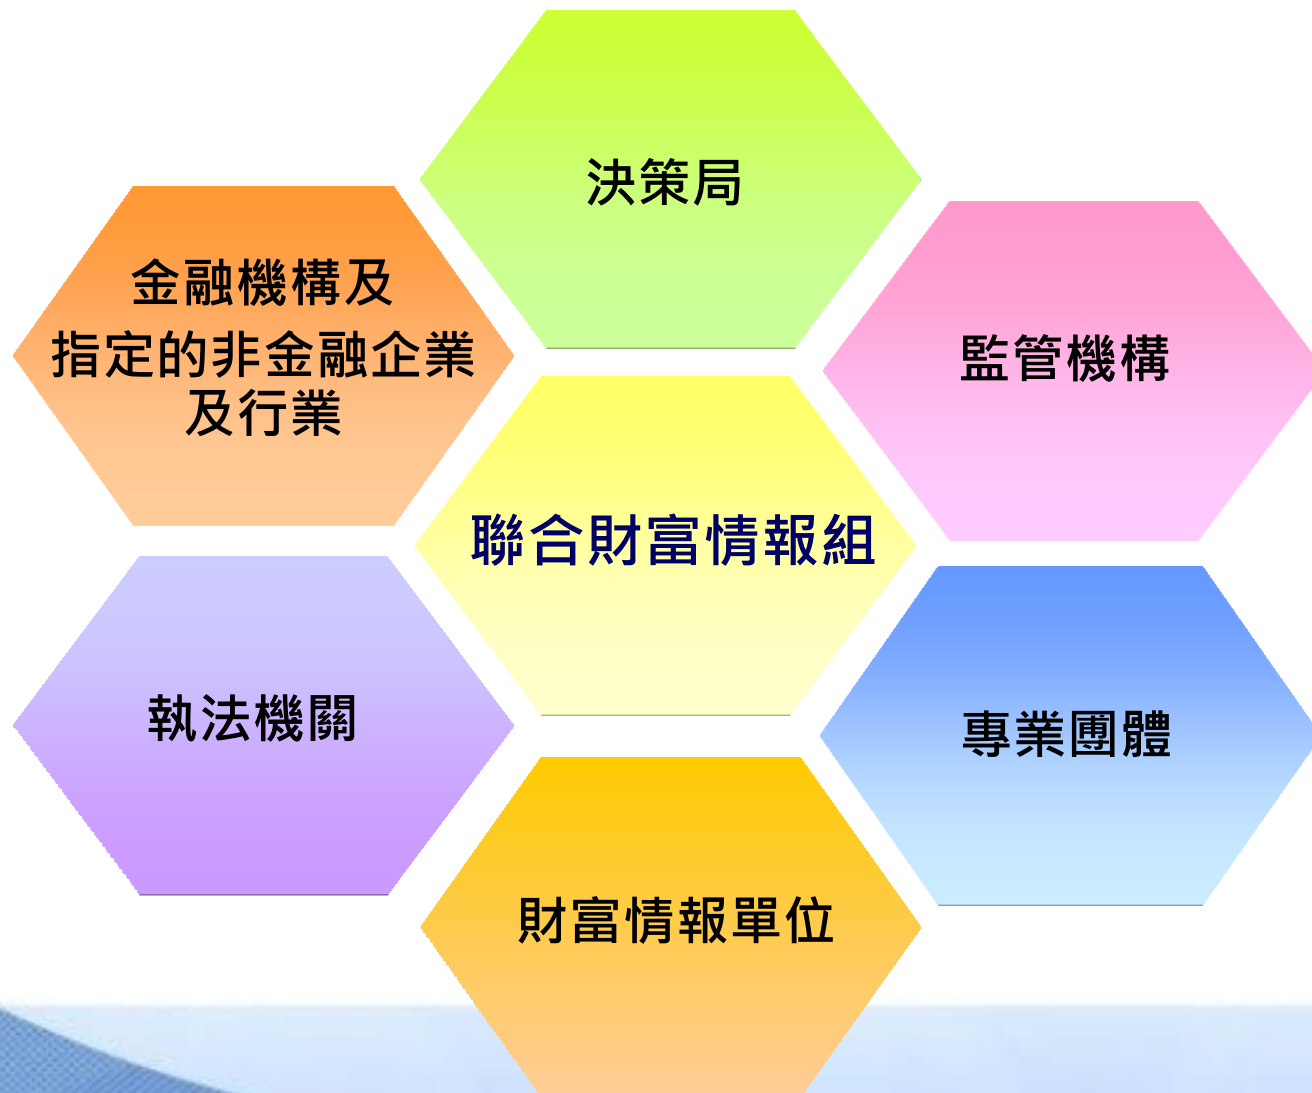 決策局
金融機構及
指定的非金融企業
及行業
監管機構
聯合財富情報組
執法機關
專業團體
財富情報單位